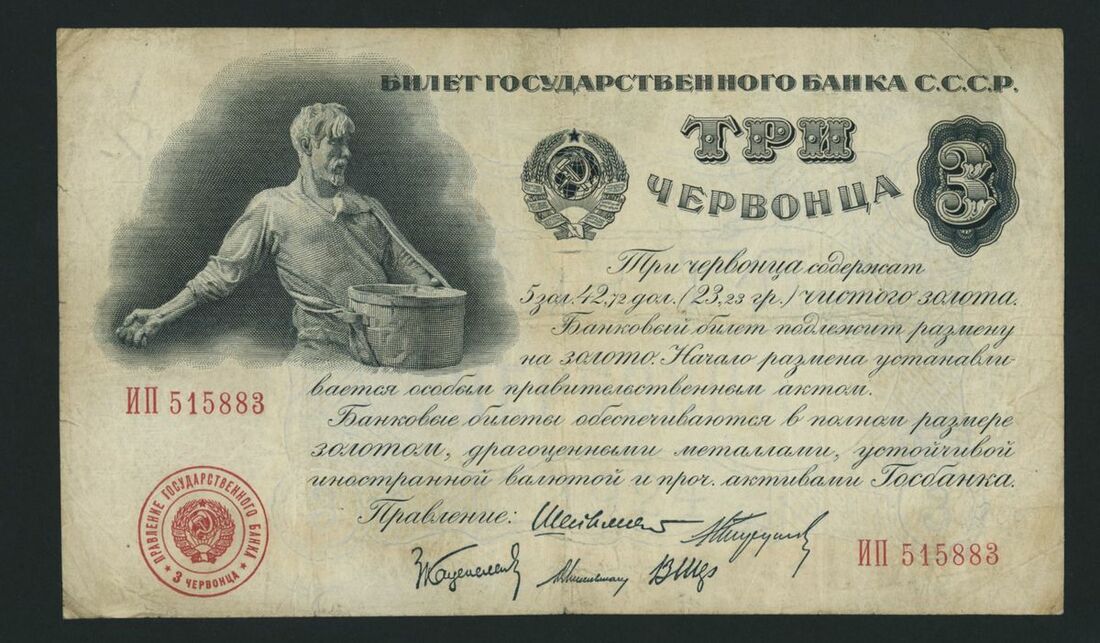 БИЛЕТ ГОСУДАРСТВЕННОГО БАНКА С.С.С.Р.
ТРИ
ЧЕРВОНЦА
3
Три червонца содержат
5 зол. 42,72 дол. (23,23 гр.) чистого золота.
Банковый билет подлежит размену
на золото. Начало размена устанавли-
вается особым правительственным актом.
Банковые билеты обеспечиваются в полном размере
золотом, драгоценными металлами, устойчивой
иностранной валютой и проч. активами Госбанка.
Правление:
ИП 515883
ПРАВЛЕНИЕ ГОСУДАРСТВЕННОГО БАНКА
3 ЧЕРВОНЦА
ИП 515883